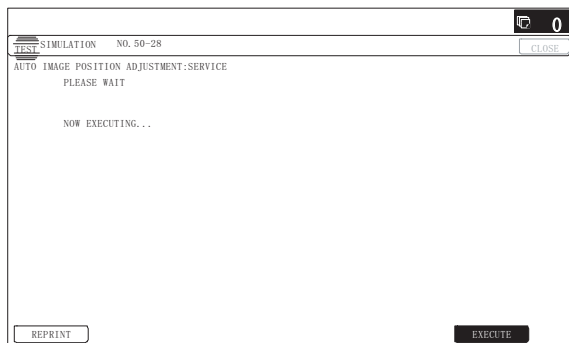 0
TEST SIMULATION NO. 50-28
CLOSE
AUTO IMAGE POSITION ADJUSTMENT:SERVICE
PLEASE WAIT
NOW EXECUTING...
REPRINT
EXECUTE